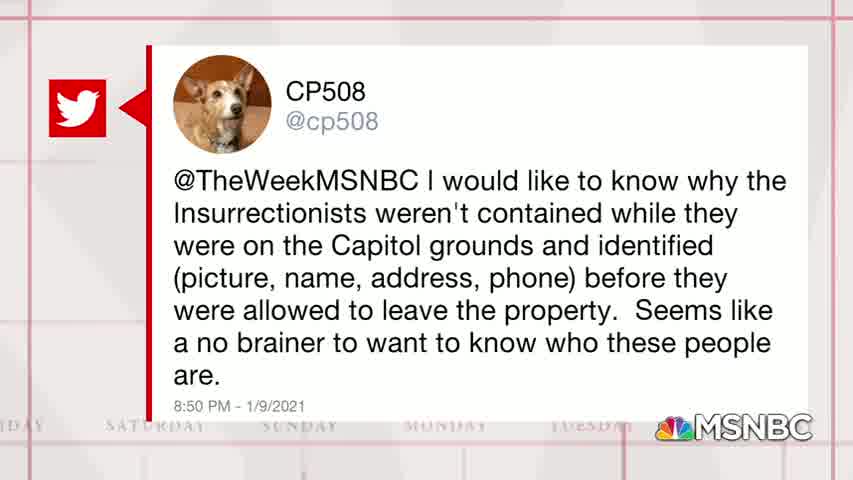 CP508
@cp508
@TheWeekMSNBC I would like to know why the
Insurrectionists weren't contained while they
were on the Capitol grounds and identified
(picture, name, address, phone) before they
were allowed to leave the property.  Seems like
a no brainer to want to know who these people
are.
8:50 PM - 1/9/2021
SATURDAY SUNDAY MONDAY TUESDAY
MSNBC